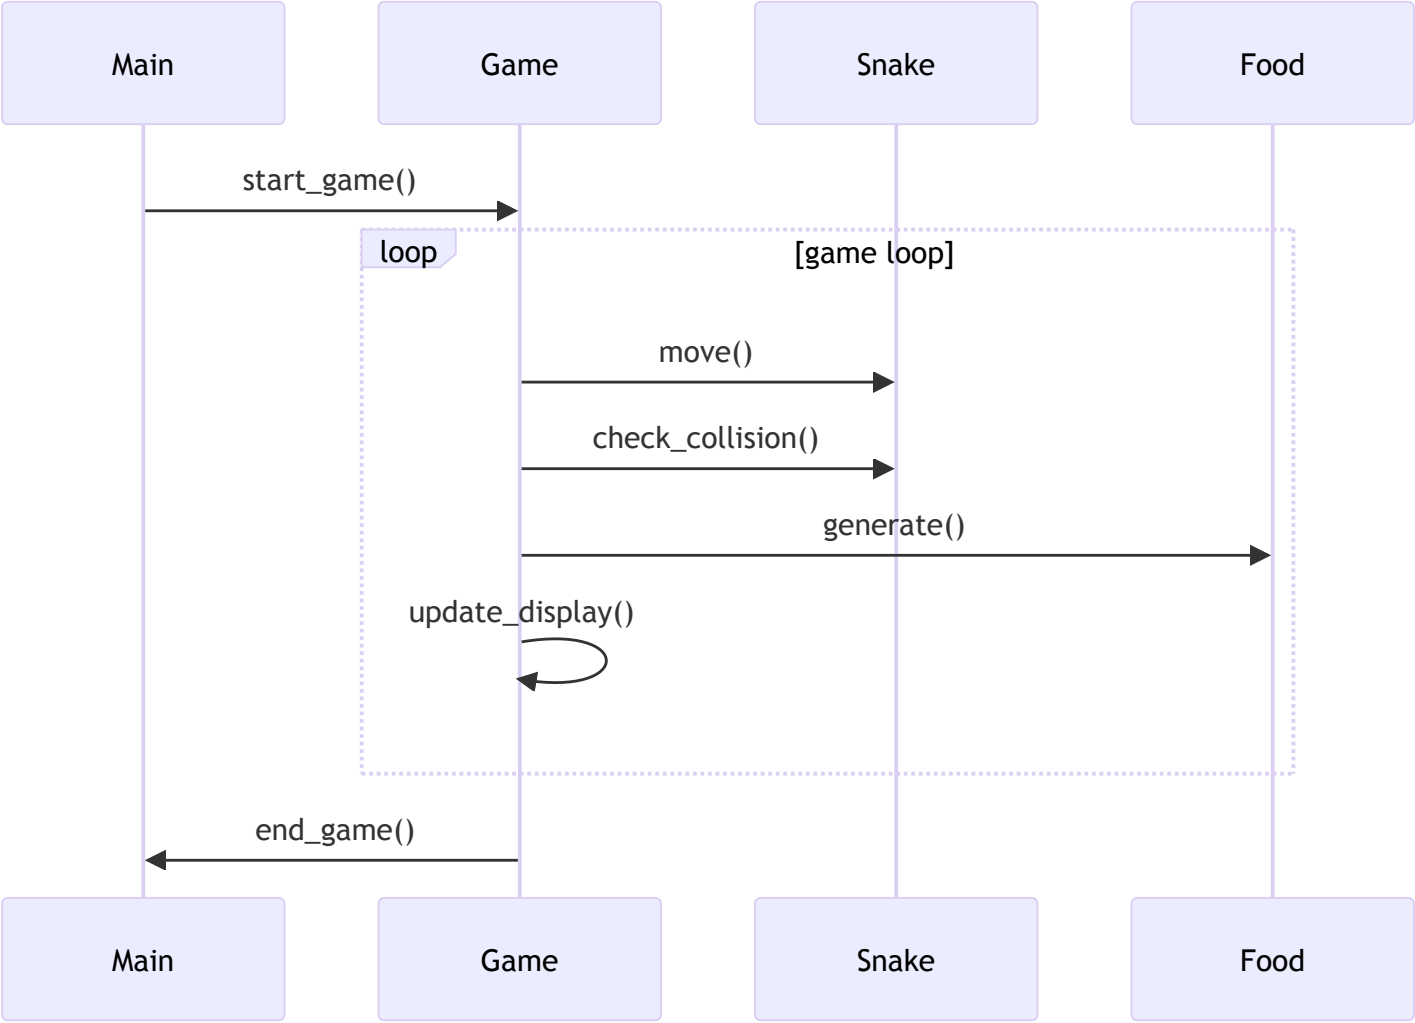 Main
Game
Snake
Food
start_game()
loop
[game loop]
move()
check_collision()
generate()
update_display()
end_game()
Main
Game
Snake
Food